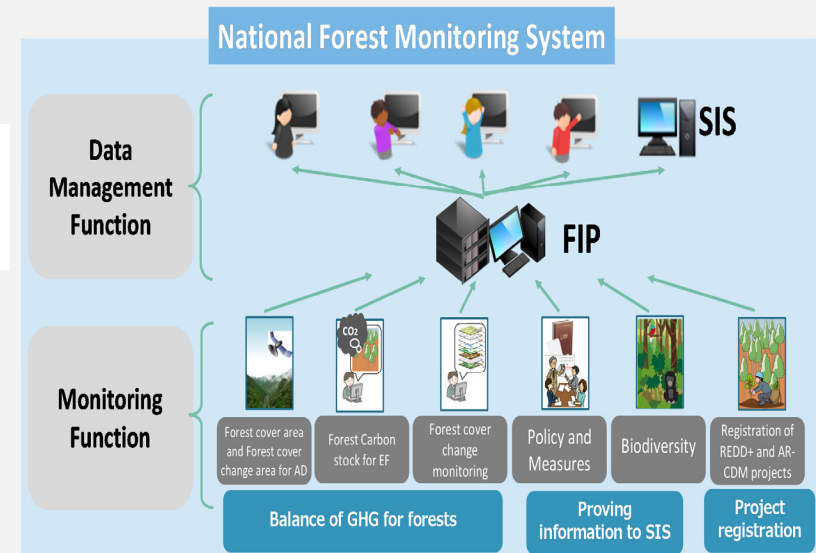 National Forest Monitoring System
Data
Management
Function
SIS
FIP
Monitoring
Function
CO2
Forest cover area
and Forest cover
change area for AD
Forest Carbon
stock for EF
Forest cover
change
monitoring
Policy and
Measures
Biodiversity
Registration of
REDD+ and AR-
CDM projects
Balance of GHG for forests
Proving
information to SIS
Project
registration